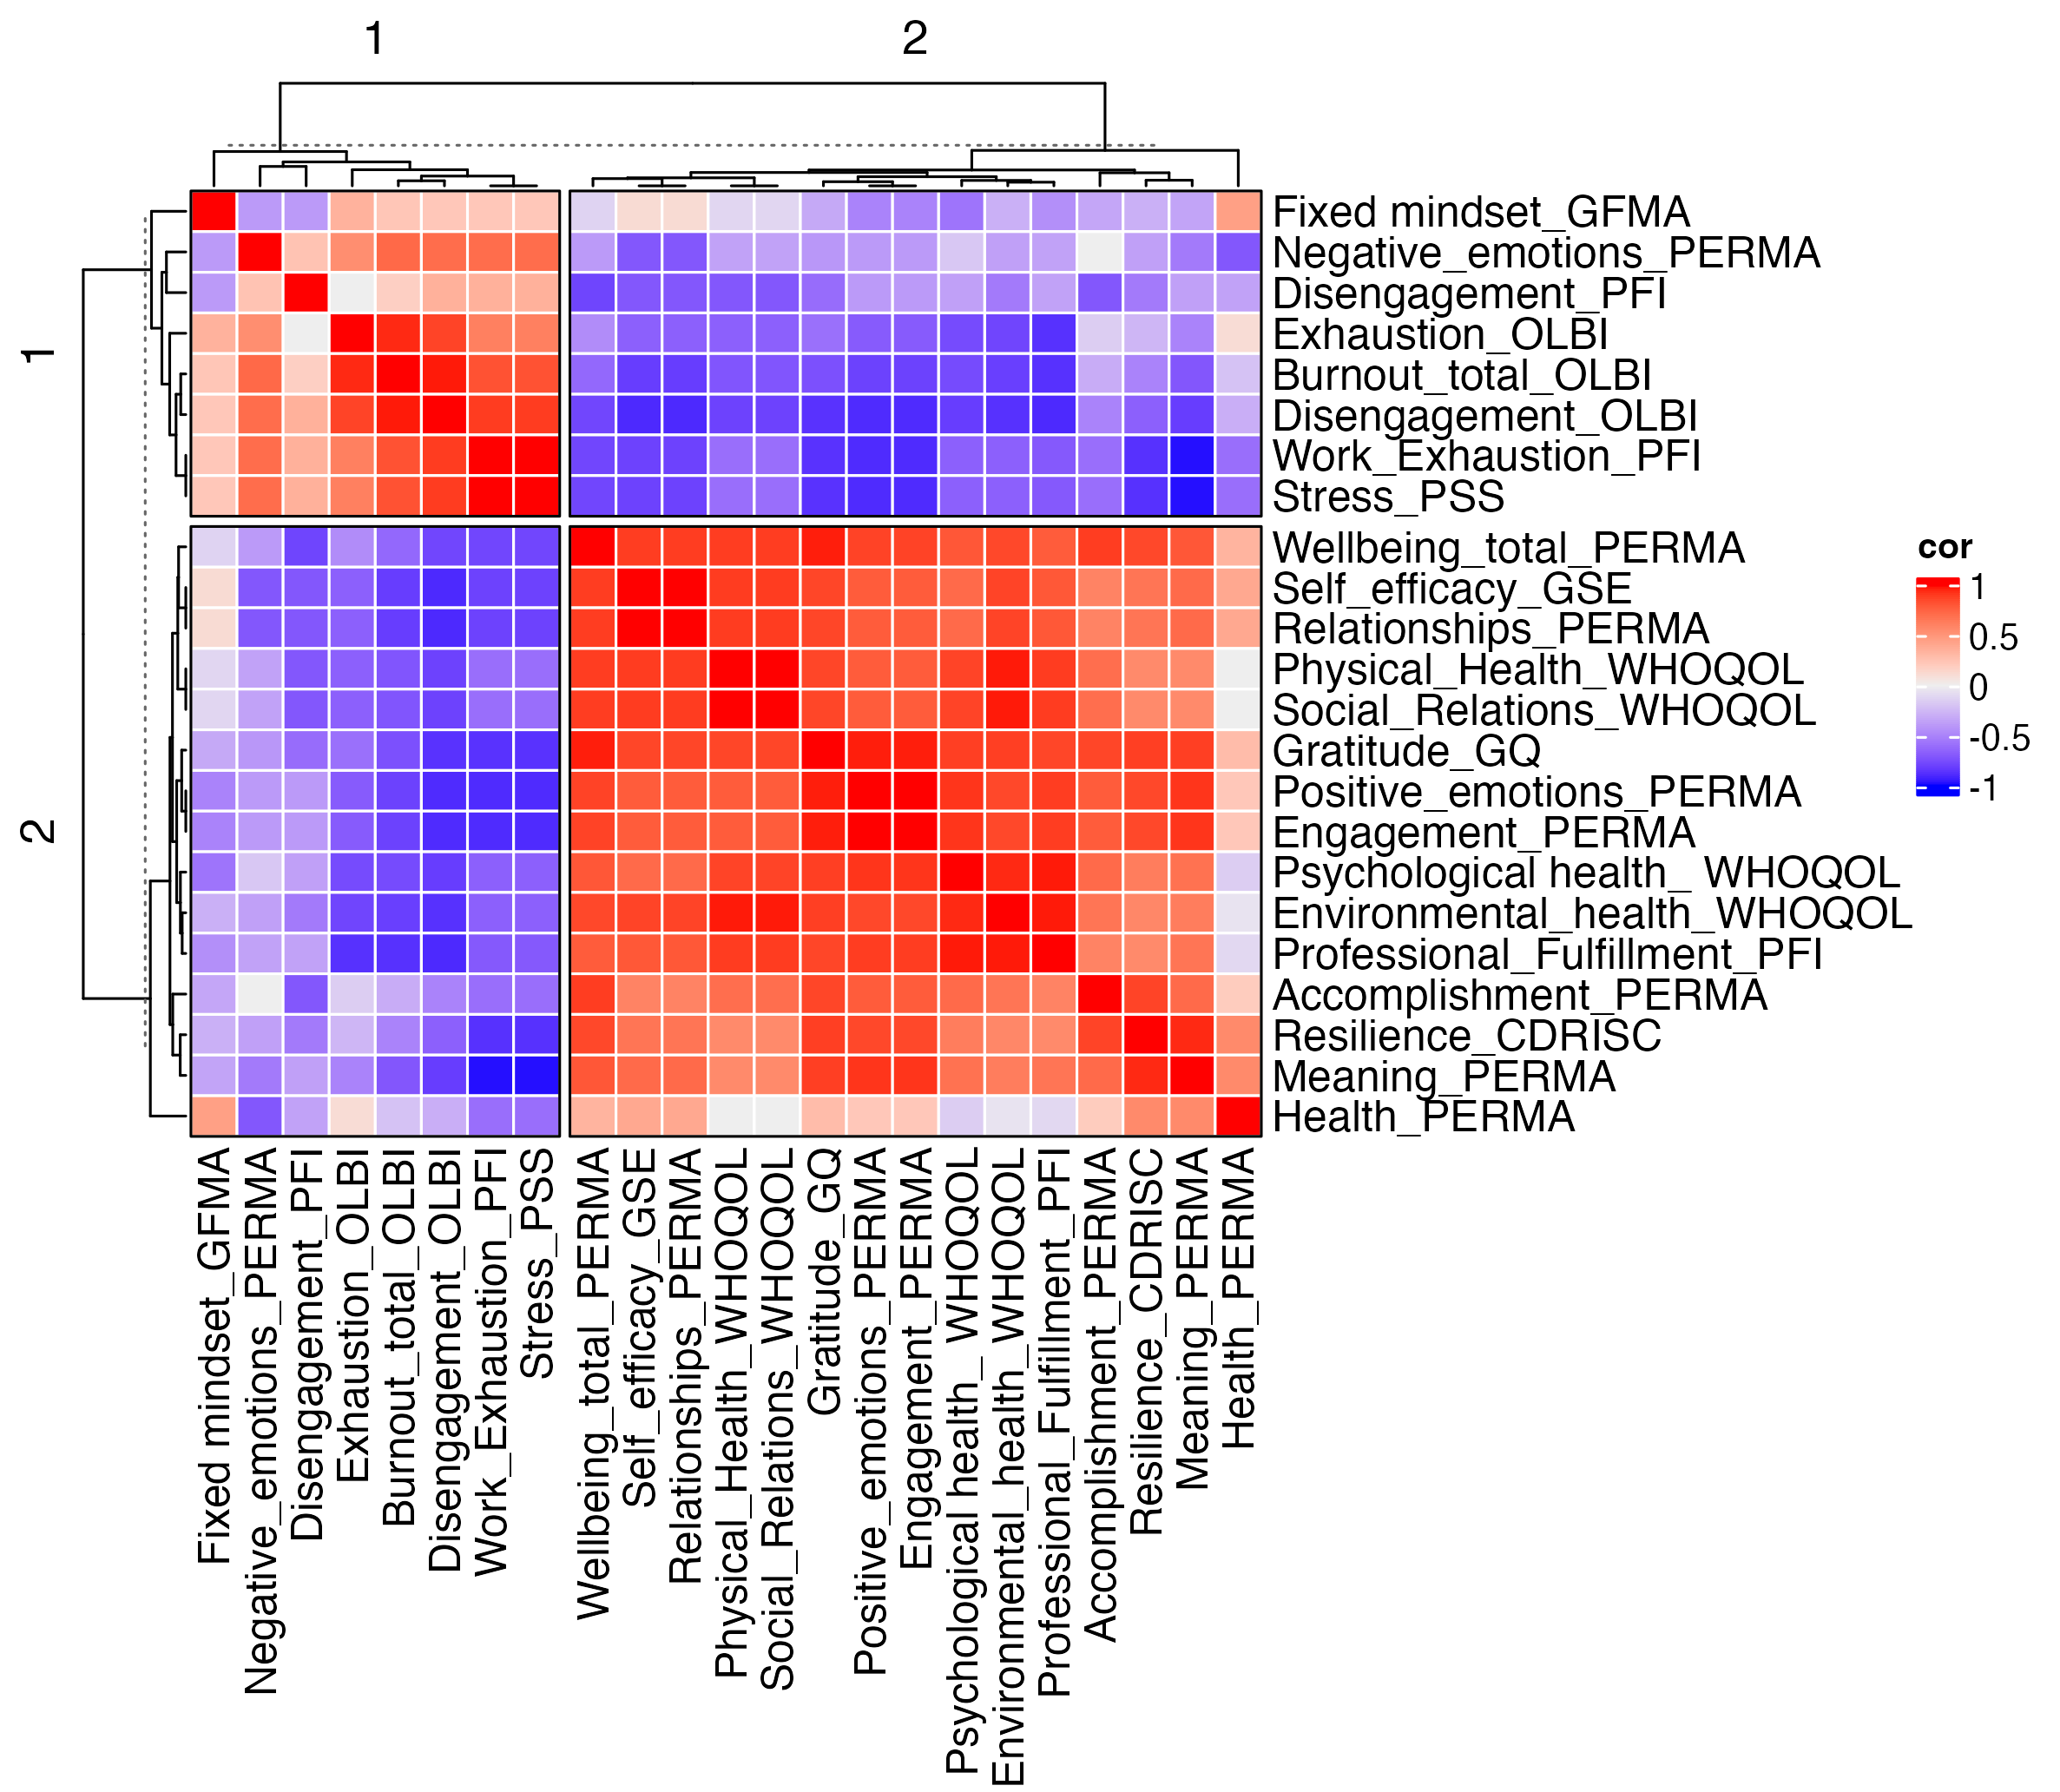 1
2
1
2
Fixed mindset_GFMA
Negative_emotions_PERMA
Disengagement_PFI
Exhaustion_OLBI
Burnout_total_OLBI
Disengagement_OLBI
Work_Exhaustion_PFI
Stress_PSS
Wellbeing_total_PERMA
Self_efficacy_GSE
Relationships_PERMA
Physical_Health_WHOQOL
Social_Relations_WHOQOL
Gratitude_GQ
Positive_emotions_PERMA
Engagement_PERMA
Psychological health_ WHOQOL
Environmental_health_WHOQOL
Professional_Fulfillment_PFI
Accomplishment_PERMA
Resilience_CDRISC
Meaning_PERMA
Health_PERMA
cor
1
0.5
0
-0.5
-1
Fixed mindset_GFMA
Negative_emotions_PERMA
Disengagement_PFI
Exhaustion_OLBI
Burnout_total_OLBI
Disengagement_OLBI
Work_Exhaustion_PFI
Stress_PSS
Wellbeing_total_PERMA
Self_efficacy_GSE
Relationships_PERMA
Physical_Health_WHOQOL
Social_Relations_WHOQOL
Gratitude_GQ
Positive_emotions_PERMA
Engagement_PERMA
Psychological health_ WHOQOL
Environmental_health_WHOQOL
Professional_Fulfillment_PFI
Accomplishment_PERMA
Resilience_CDRISC
Meaning_PERMA
Health_PERMA